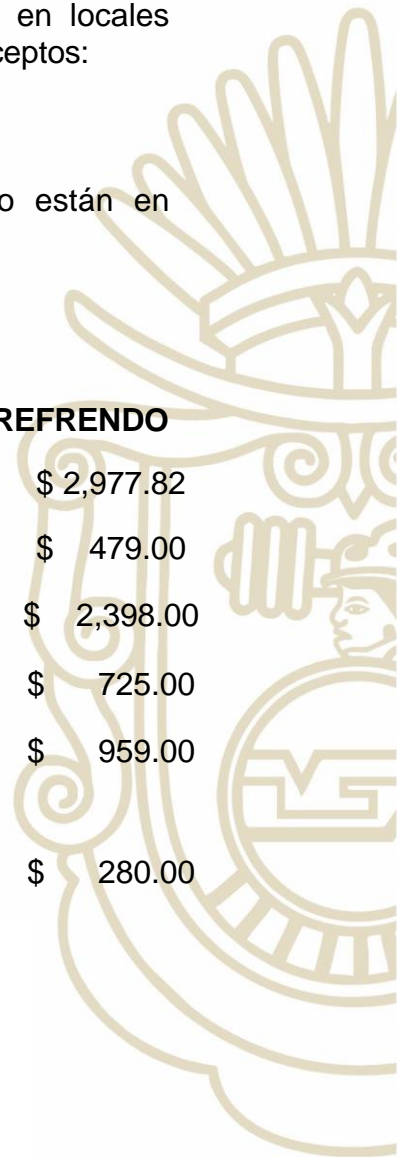 en locales
ceptos:
o están en
REFRENDO
$ 2,977.82
$ 479.00
$ 2,398.00
$ 725.00
$ 959.00
$ 280.00